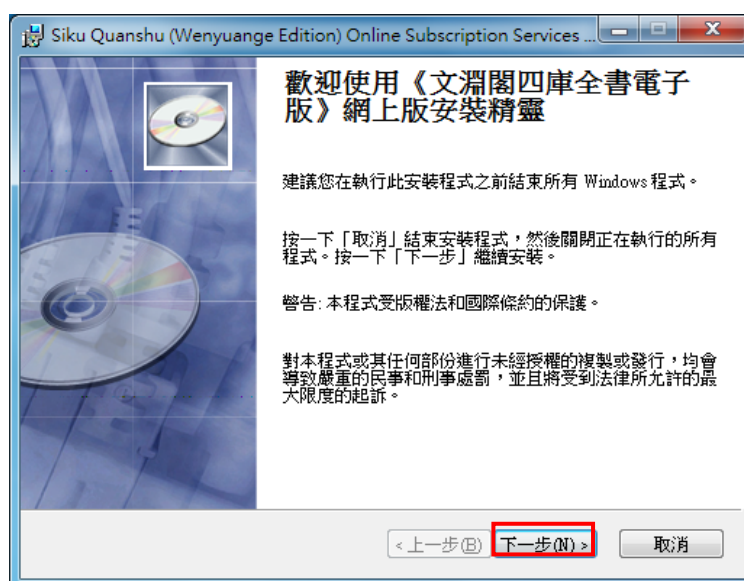 Siku Quanshu (Wenyuange Edition) Online Subscription Services ...
歡迎使用《文淵閣四庫全書電子
版》網上版安裝精靈
建議您在執行此安裝程式之前結束所有 Windows 程式。
按一下「取消」結束安裝程式，然後關閉正在執行的所有
程式。按一下「下一步」繼續安裝。
警告: 本程式受版權法和國際條約的保護。
對本程式或其任何部份進行未經授權的複製或發行，均會
導致嚴重的民事和刑事處罰，並且將受到法律所允許的最
大限度的起訴。
<上一步(B) 下一步(N) > 取消